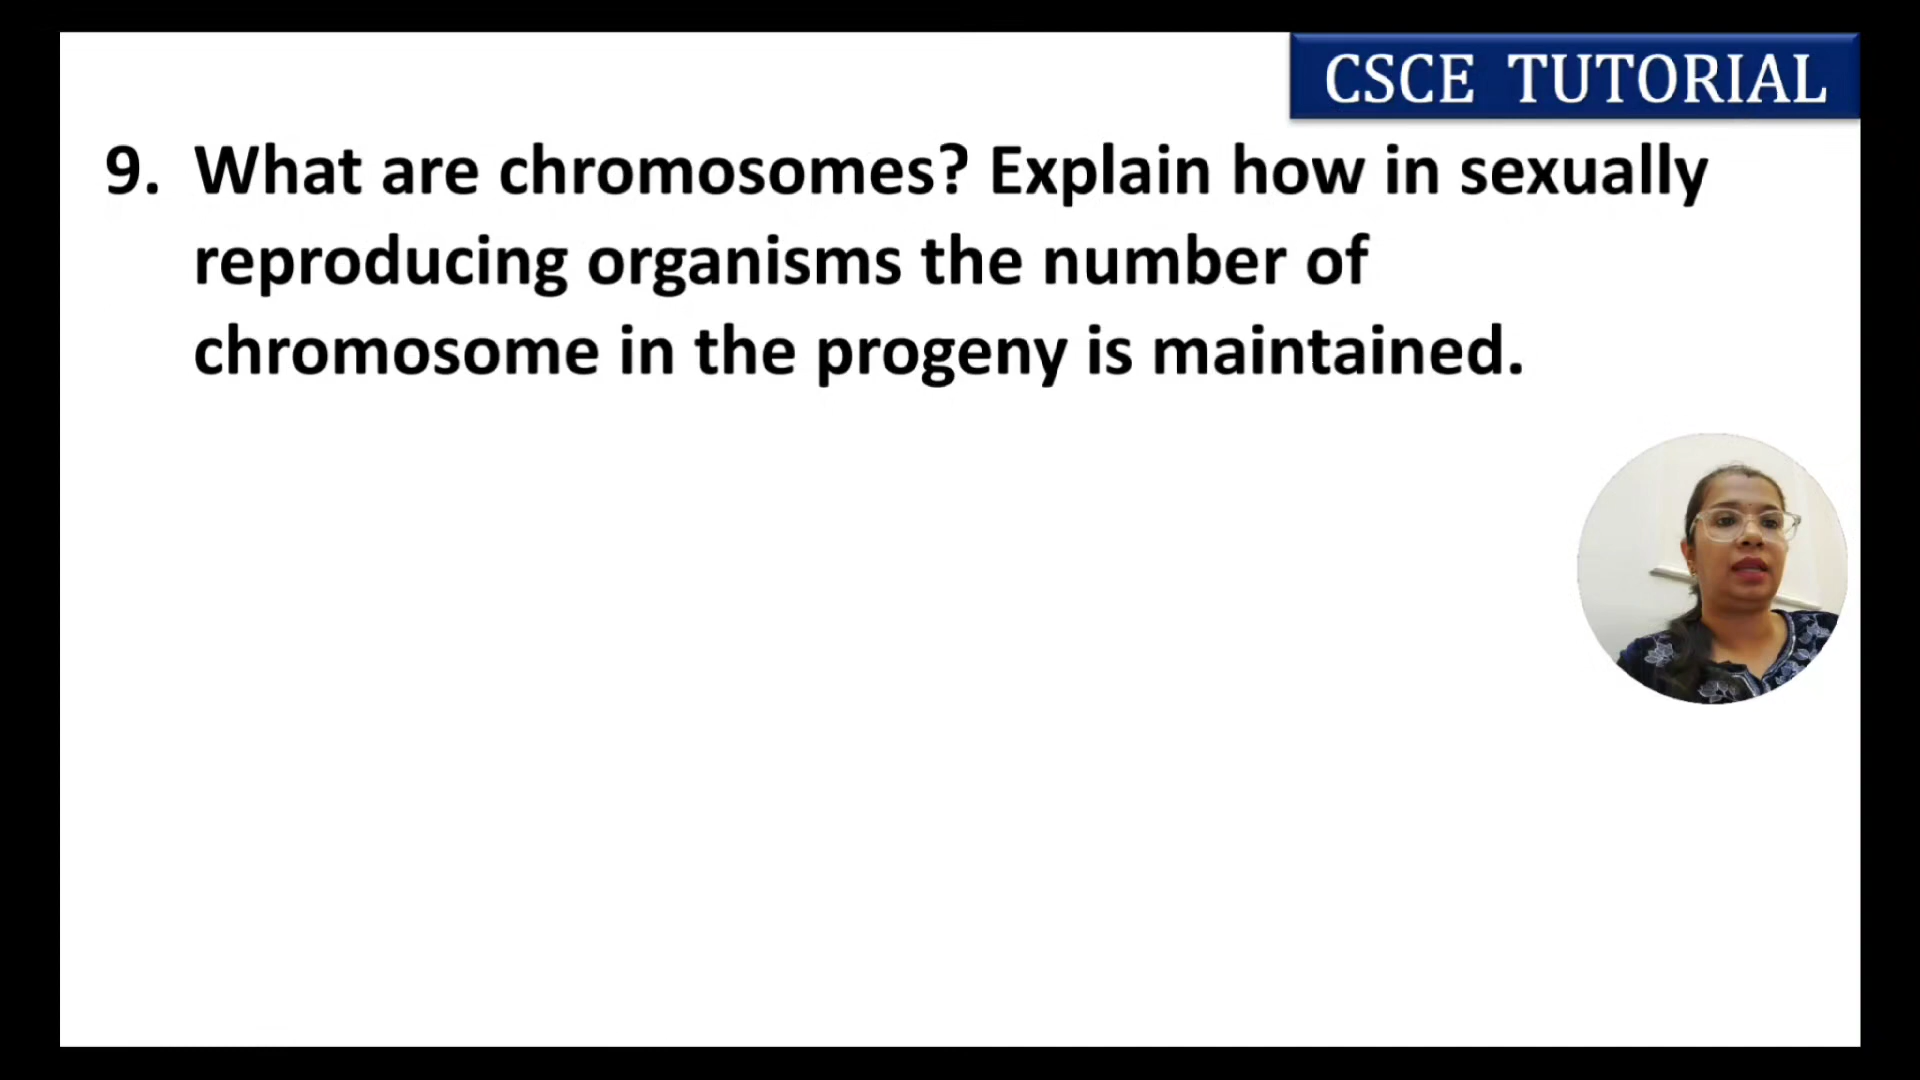 CSCE TUTORIAL
9. What are chromosomes? Explain how in sexually
reproducing organisms the number of
chromosome in the progeny is maintained.